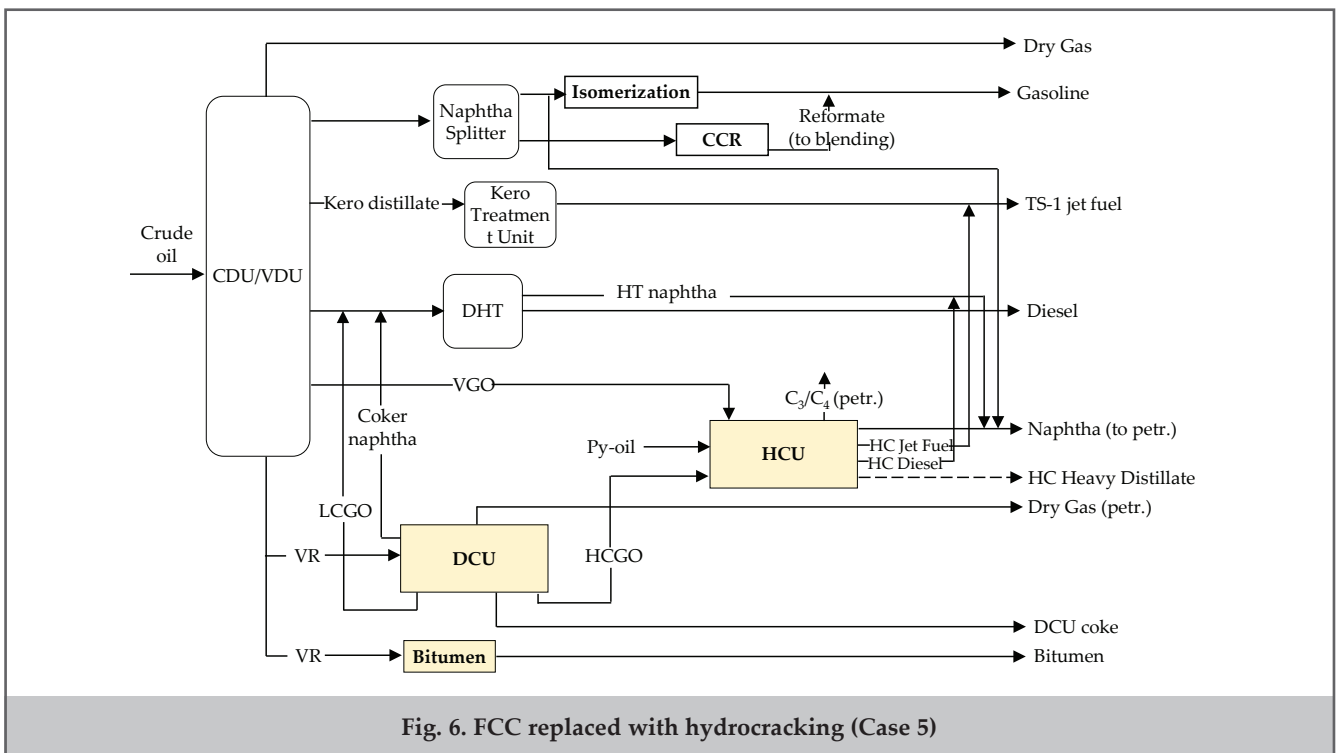 Dry Gas
Isomerization
Gasoline
Naphtha
Splitter
Reformate
(to blending)
CCR
Kero distillate
Kero
Treatmen
t Unit
TS-1 jet fuel
Crude
oil
CDU/VDU
HT naphtha
DHT
Diesel
VGO
C₃/C₄ (petr.)
Coker
naphtha
Naphtha (to petr.)
Py-oil
HCU
HC Jet Fuel
HC Diesel
HC Heavy Distillate
LCGO
Dry Gas (petr.)
VR
DCU
HCGO
DCU coke
VR
Bitumen
Bitumen
Fig. 6. FCC replaced with hydrocracking (Case 5)